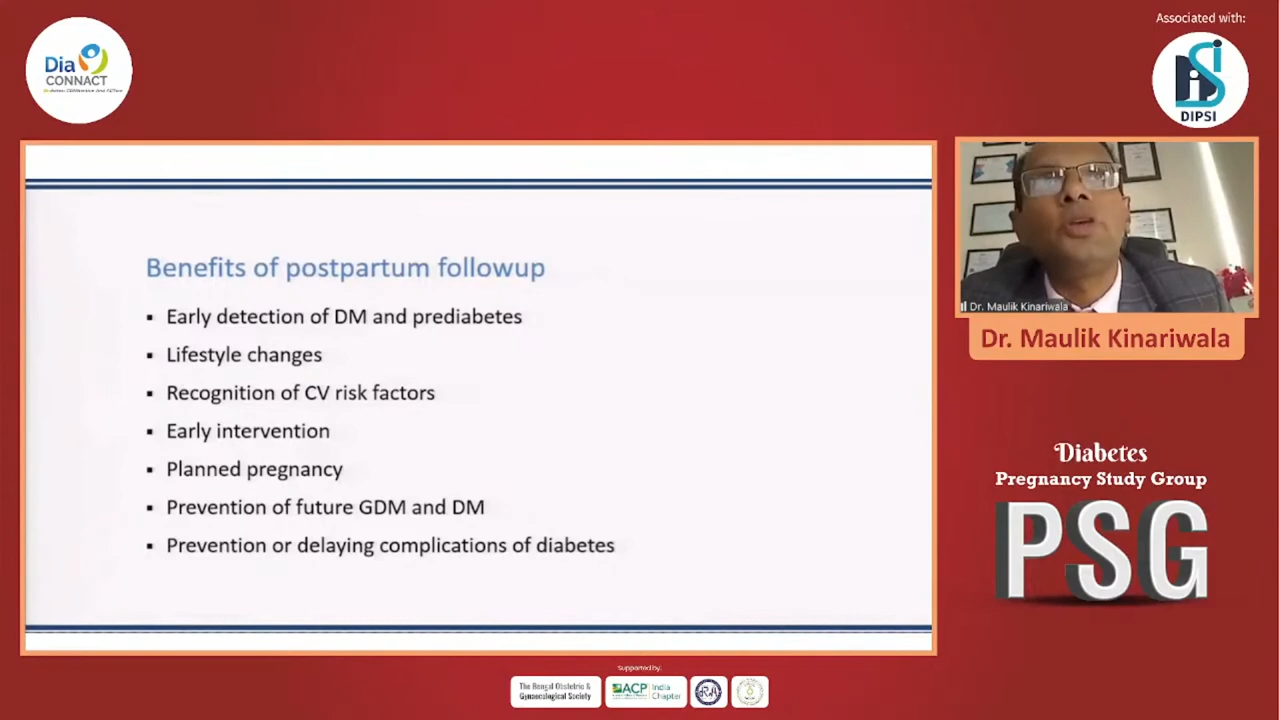 Dia
CONNACT
Associated with:
DIPSI
Benefits of postpartum followup
▪ Early detection of DM and prediabetes
▪ Lifestyle changes
▪ Recognition of CV risk factors
▪ Early intervention
▪ Planned pregnancy
▪ Prevention of future GDM and DM
▪ Prevention or delaying complications of diabetes
Dr. Maulik Kinariwala
Dr. Maulik Kinariwala
Diabetes
Pregnancy Study Group
PSG
Supported by:
The Bengal Obstetric &
Gynaecological Society
ACP India
Chapter